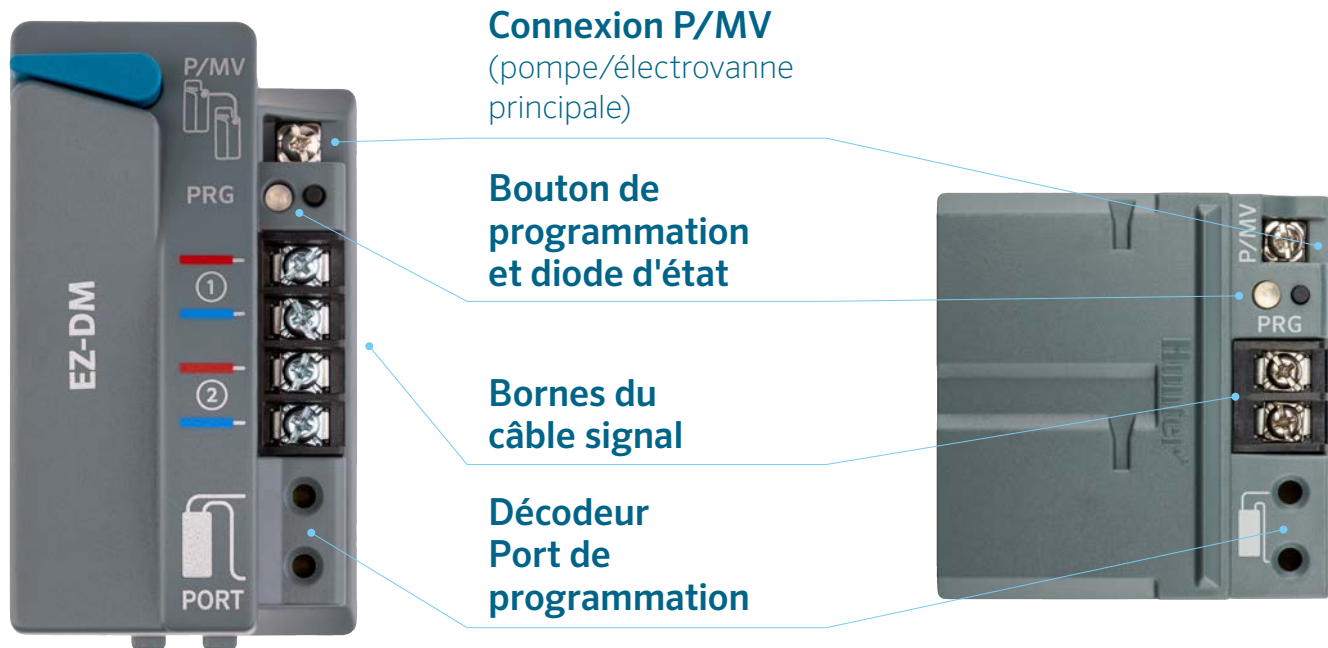 Connexion P/MV
(pompe/électrovanne
principale)
Bouton de
programmation
et diode d'état
Bornes du
câble signal
Décodeur
Port de
programmation
P/MV
PRG
1
2
EZ-DM
PORT
P/MV
PRG
Hunter